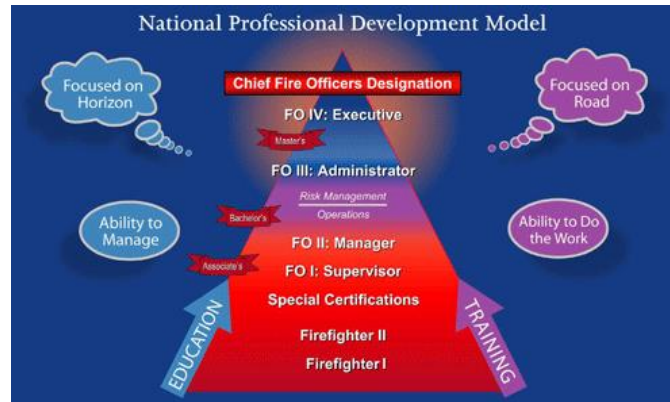 National Professional Development Model
Focused on
Horizon
Focused on
Road
Chief Fire Officers Designation
FO IV: Executive
Master's
FO III: Administrator
Risk Management
Operations
Bachelor's
Ability to
Manage
Ability to Do
the Work
FO II: Manager
Associate's
FO I: Supervisor
Special Certifications
EDUCATION
TRAINING
Firefighter II
Firefighter I